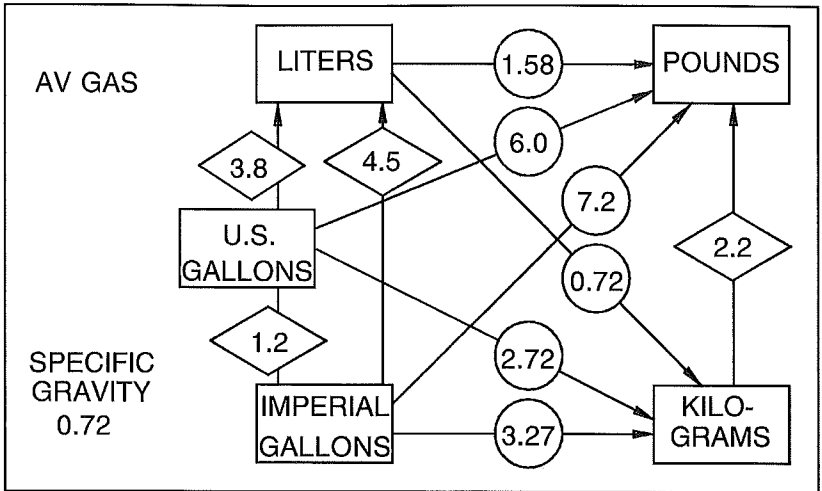 LITERS
1.58
POUNDS
AV GAS
3.8
4.5
6.0
7.2
U.S.
GALLONS
2.2
0.72
1.2
SPECIFIC
GRAVITY
0.72
2.72
IMPERIAL
GALLONS
3.27
KILO-
GRAMS